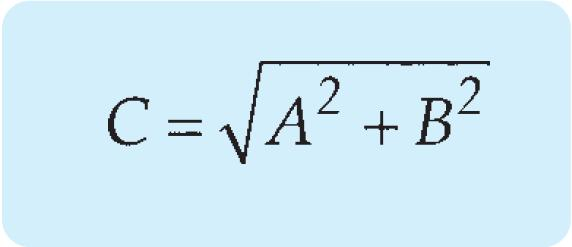 C = √(A² + B²)